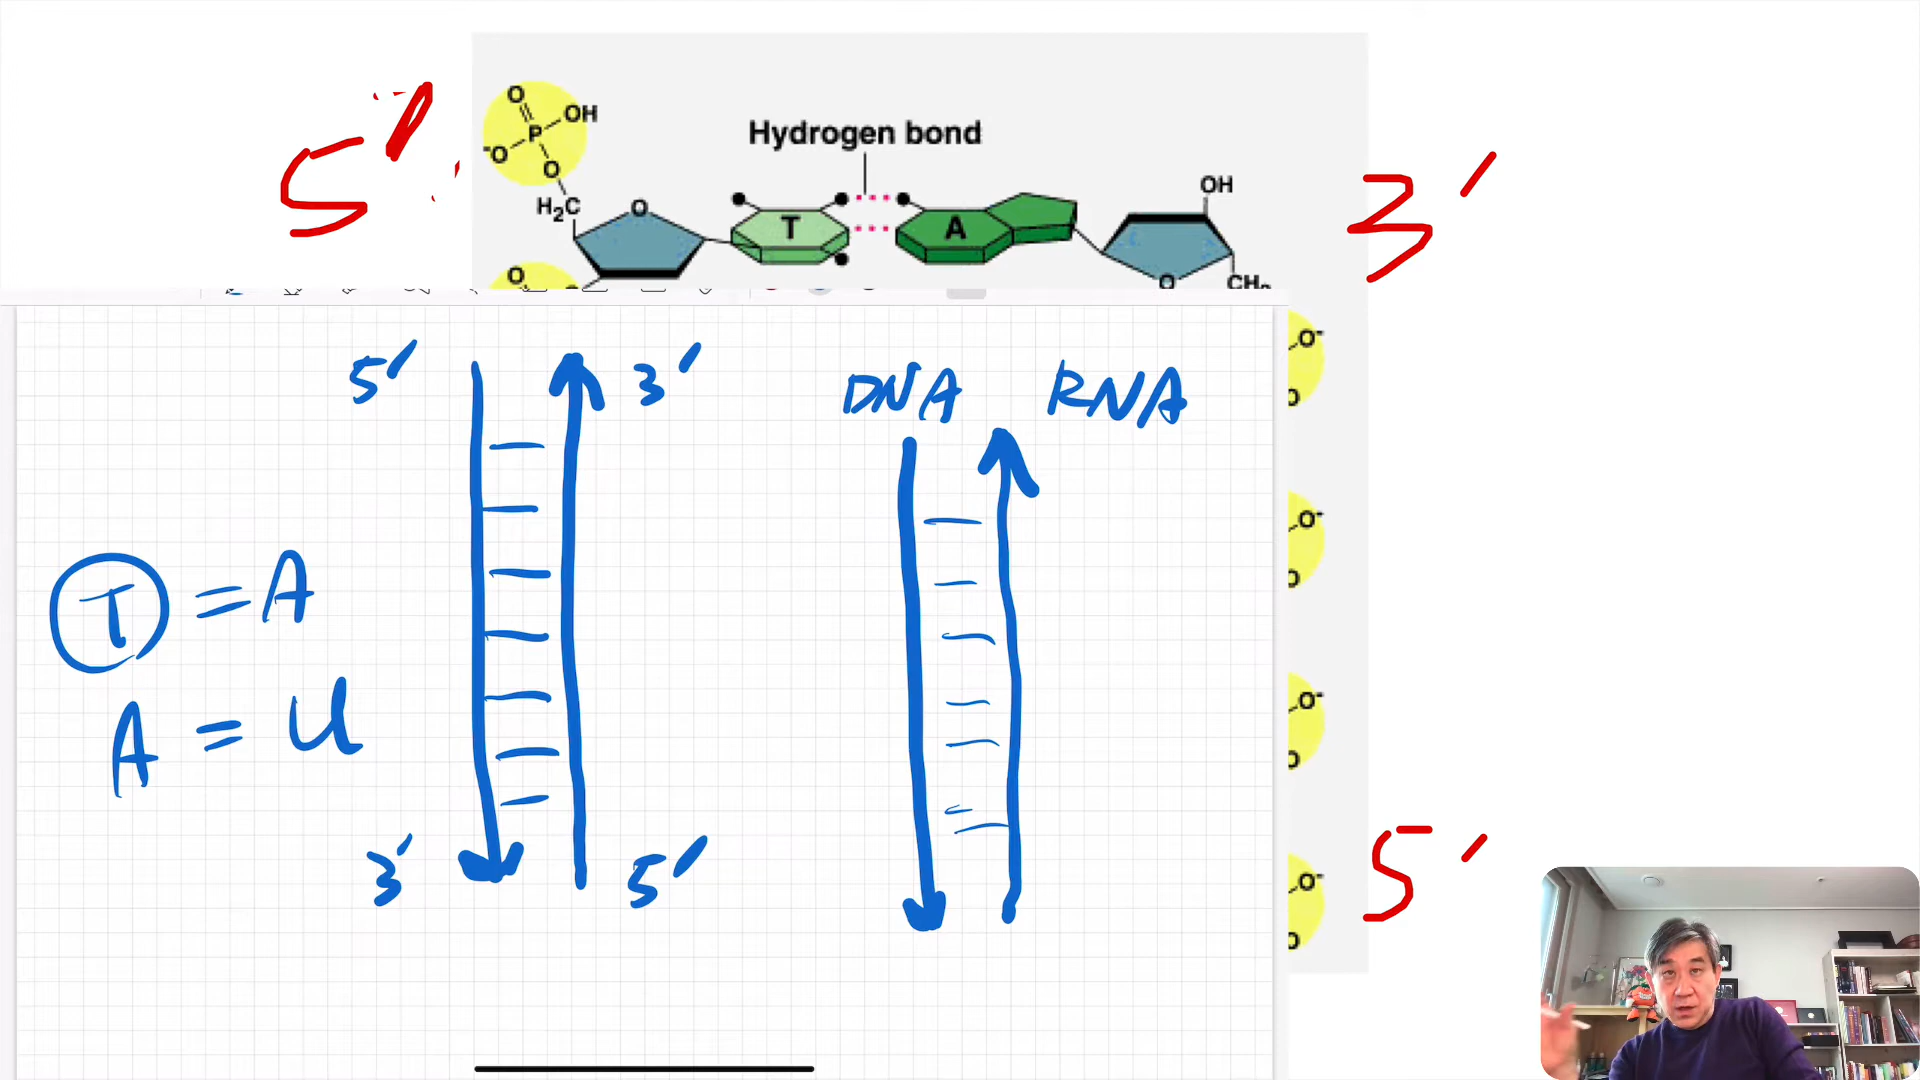 O
OH
P
-O
O
Hydrogen bond
5'
H₂C
O
T
A
OH
3'
O
O
CH₂
5' 3'
DNA RNA
O-
O
O-
O
T = A
A = U
O-
O
3' 5'
O-
O
5'